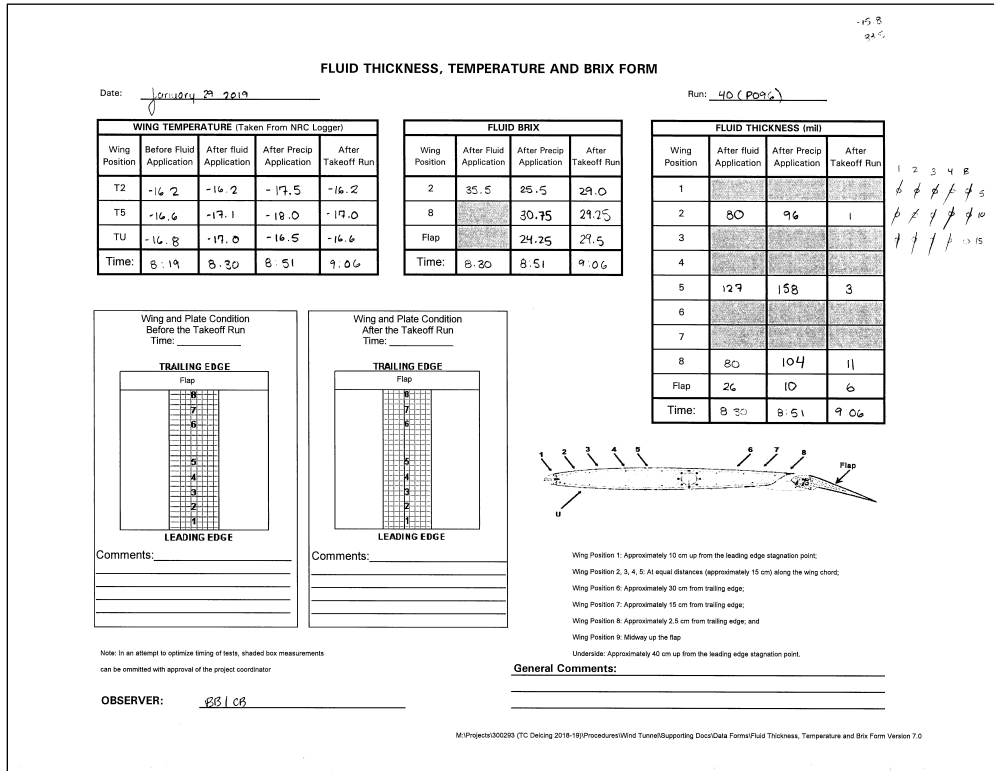 -15.8
FLUID THICKNESS, TEMPERATURE AND BRIX FORM
Date: January 29 2019
Run: 40 (P096)
WING TEMPERATURE (Taken From NRC Logger)
Wing Position Before Fluid Application After fluid Application After Precip Application After Takeoff Run
T2 -16.2 -16.2 -17.5 -16.2
T5 -16.6 -17.1 -18.0 -17.0
TU -16.8 -17.0 -16.5 -16.6
Time: 8:19 8:30 8:51 9:06
FLUID BRIX
Wing Position After Fluid Application After Precip Application After Takeoff Run
2 35.5 25.5 29.0
8 30.75 29.25
Flap 24.25 29.5
Time: 8:30 8:51 9:06
FLUID THICKNESS (mil)
Wing Position After fluid Application After Precip Application After Takeoff Run
1
2 80 96 1
3
4
5 127 158 3
6
7
8 80 104 11
Flap 26 10 6
Time: 8 30 8:51 9 06
1 2 3 4 8
5
10
15
Wing and Plate Condition
Before the Takeoff Run
Time:
TRAILING EDGE
Flap
8
7
6
5
4
3
2
1
LEADING EDGE
Comments:
Wing and Plate Condition
After the Takeoff Run
Time:
TRAILING EDGE
Flap
8
7
6
5
4
3
2
1
LEADING EDGE
Comments:
1 2 3 4 5 6 7 8
Flap
U
Wing Position 1: Approximately 10 cm up from the leading edge stagnation point;
Wing Position 2, 3, 4, 5: At equal distances (approximately 15 cm) along the wing chord;
Wing Position 6: Approximately 30 cm from trailing edge;
Wing Position 7: Approximately 15 cm from trailing edge;
Wing Position 8: Approximately 2.5 cm from trailing edge; and
Wing Position 9: Midway up the flap
Underside: Approximately 40 cm up from the leading edge stagnation point.
Note: In an attempt to optimize timing of tests, shaded box measurements
can be ommitted with approval of the project coordinator
General Comments:
OBSERVER: BB / CB
M:\Projects\300293 (TC Deicing 2018-19)\Procedures\Wind Tunnel\Supporting Docs\Data Forms\Fluid Thickness, Temperature and Brix Form Version 7.0